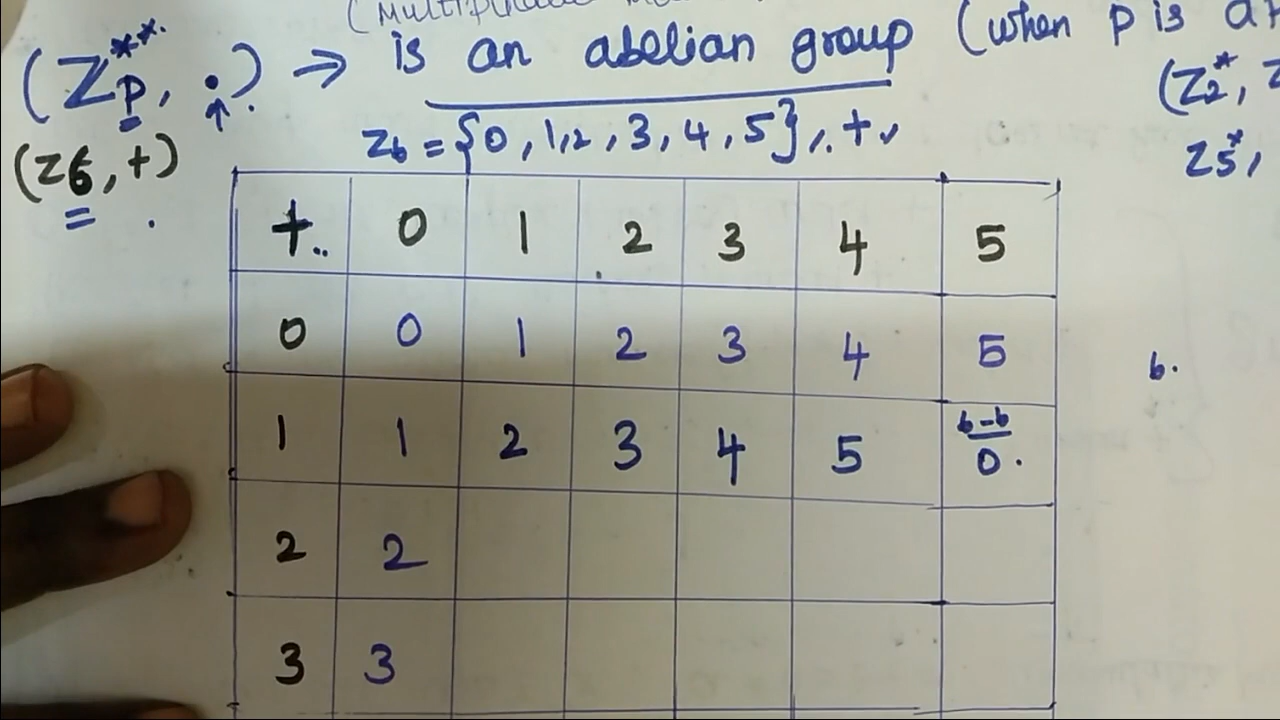 (Multipli
(Zp**, •) → is an abelian group (when p is a
(Z2*, Z
Z6 = {0, 1, 2, 3, 4, 5}, +
Z5*,
(Z6, +)
+ 0 1 2 3 4 5
0 0 1 2 3 4 5
6.
1 1 2 3 4 5 6-6
0.
2 2
3 3